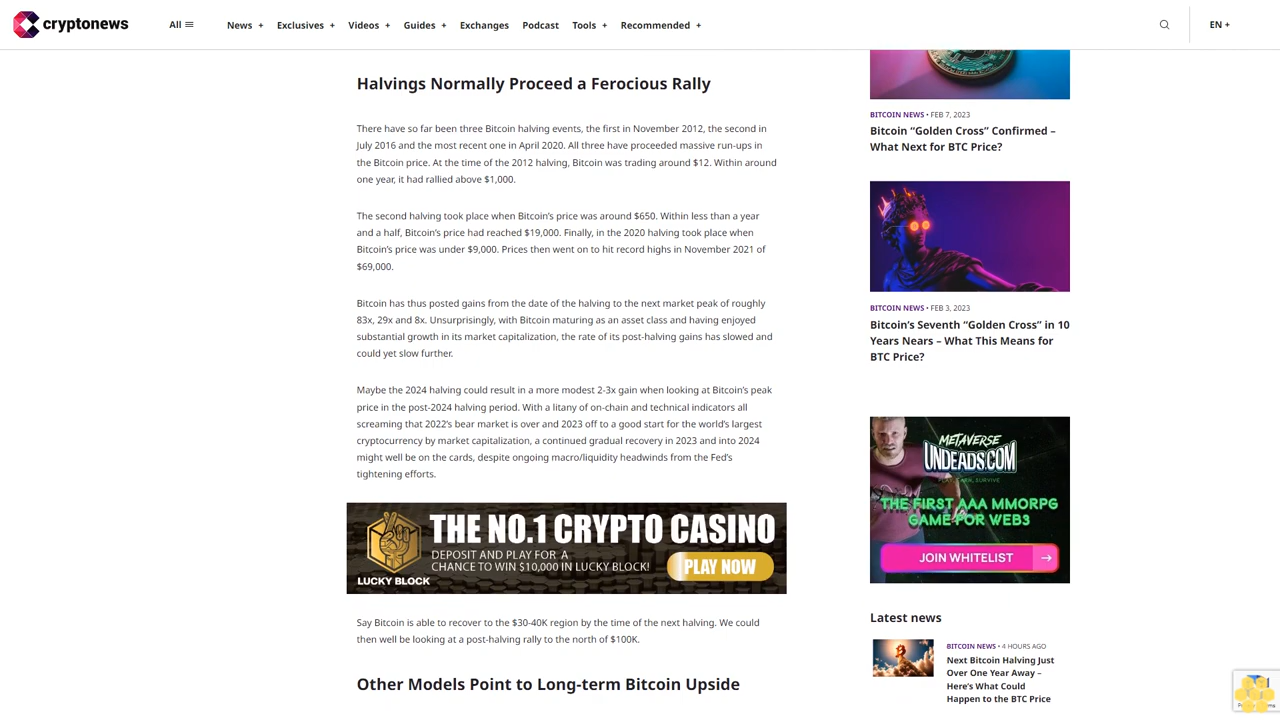 cryptonews
All
News +
Exclusives +
Videos +
Guides +
Exchanges
Podcast
Tools +
Recommended +
EN +
Halvings Normally Proceed a Ferocious Rally
There have so far been three Bitcoin halving events, the first in November 2012, the second in
July 2016 and the most recent one in April 2020. All three have proceeded massive run-ups in
the Bitcoin price. At the time of the 2012 halving, Bitcoin was trading around $12. Within around
one year, it had rallied above $1,000.
The second halving took place when Bitcoin's price was around $650. Within less than a year
and a half, Bitcoin's price had reached $19,000. Finally, in the 2020 halving took place when
Bitcoin's price was under $9,000. Prices then went on to hit record highs in November 2021 of
$69,000.
Bitcoin has thus posted gains from the date of the halving to the next market peak of roughly
83x, 29x and 8x. Unsurprisingly, with Bitcoin maturing as an asset class and having enjoyed
substantial growth in its market capitalization, the rate of its post-halving gains has slowed and
could yet slow further.
Maybe the 2024 halving could result in a more modest 2-3x gain when looking at Bitcoin's peak
price in the post-2024 halving period. With a litany of on-chain and technical indicators all
screaming that 2022's bear market is over and 2023 off to a good start for the world's largest
cryptocurrency by market capitalization, a continued gradual recovery in 2023 and into 2024
might well be on the cards, despite ongoing macro/liquidity headwinds from the Fed's
tightening efforts.
LUCKY BLOCK
THE NO.1 CRYPTO CASINO
DEPOSIT AND PLAY FOR A
CHANCE TO WIN $10,000 IN LUCKY BLOCK!
PLAY NOW
Say Bitcoin is able to recover to the $30-40K region by the time of the next halving. We could
then well be looking at a post-halving rally to the north of $100K.
Other Models Point to Long-term Bitcoin Upside
BITCOIN NEWS • FEB 7, 2023
Bitcoin “Golden Cross” Confirmed –
What Next for BTC Price?
BITCOIN NEWS • FEB 3, 2023
Bitcoin's Seventh “Golden Cross” in 10
Years Nears – What This Means for
BTC Price?
METAVERSE
UNDEADS.COM
THE FIRST AAA MMORPG
GAME FOR WEB3
JOIN WHITELIST
Latest news
BITCOIN NEWS • 4 HOURS AGO
Next Bitcoin Halving Just
Over One Year Away –
Here's What Could
Happen to the BTC Price